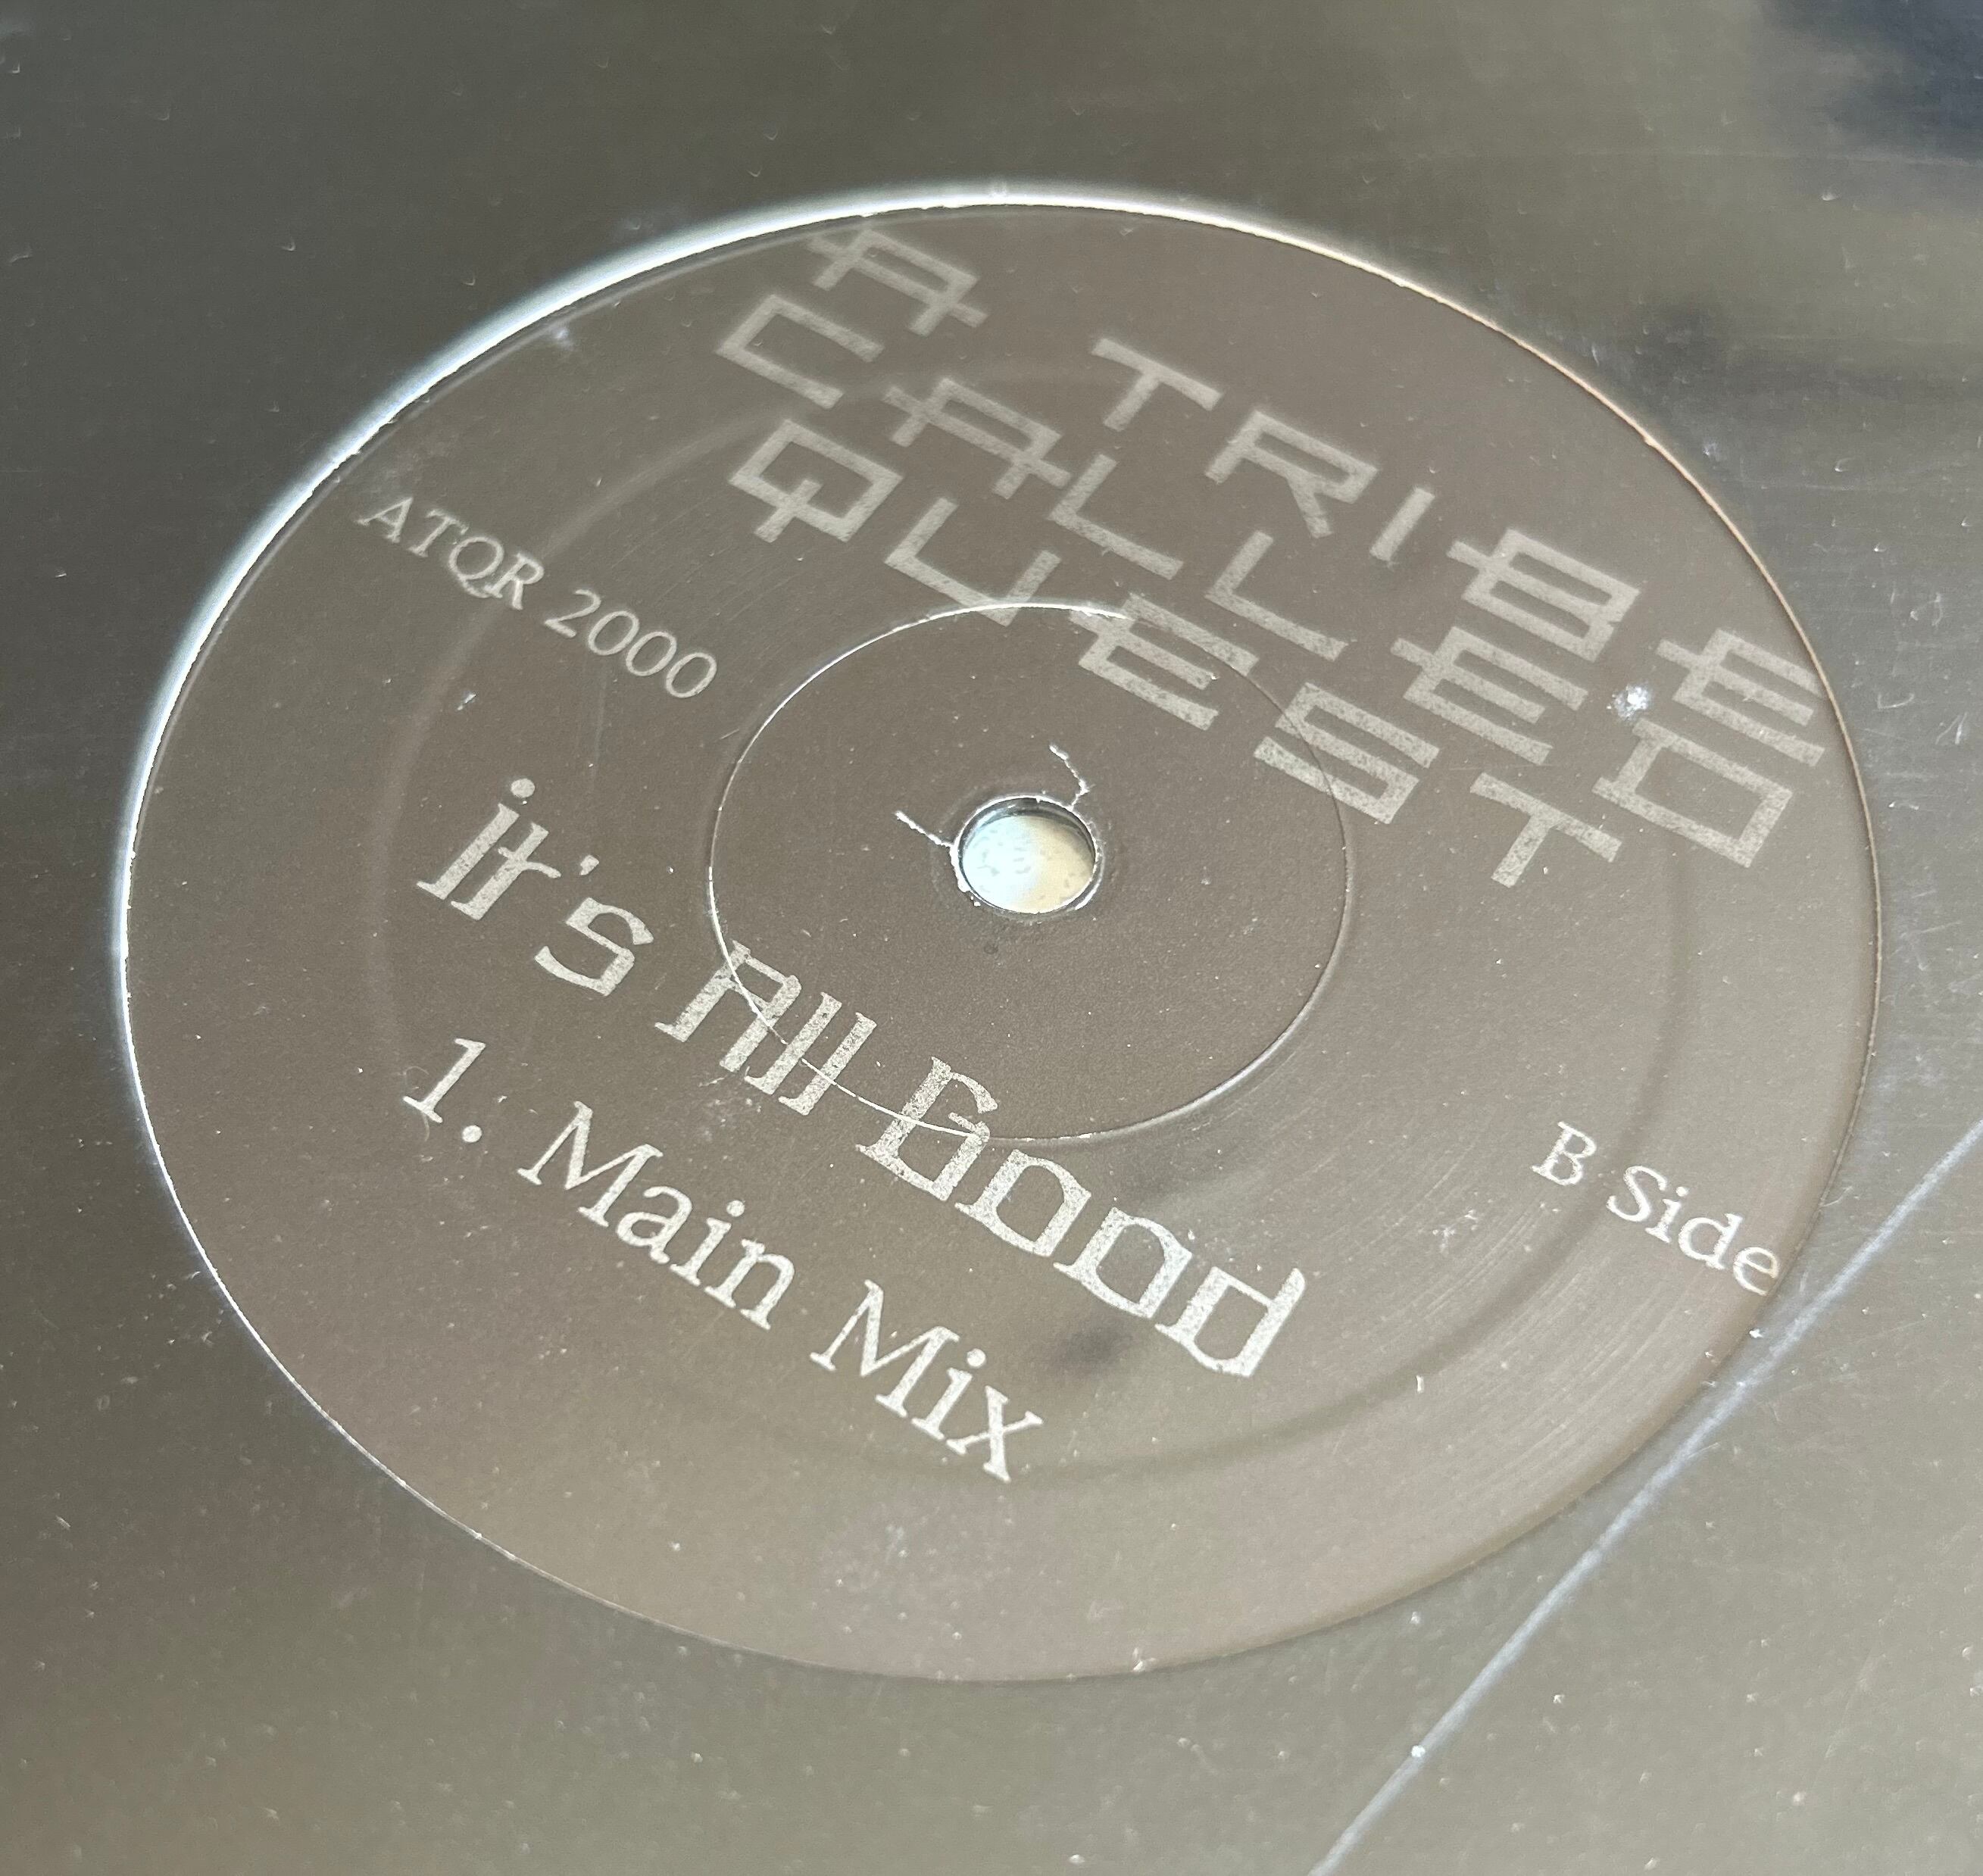 A TRIBE
CALLED
QUEST
ATQR 2000
B Side
it's All Good
1. Main Mix